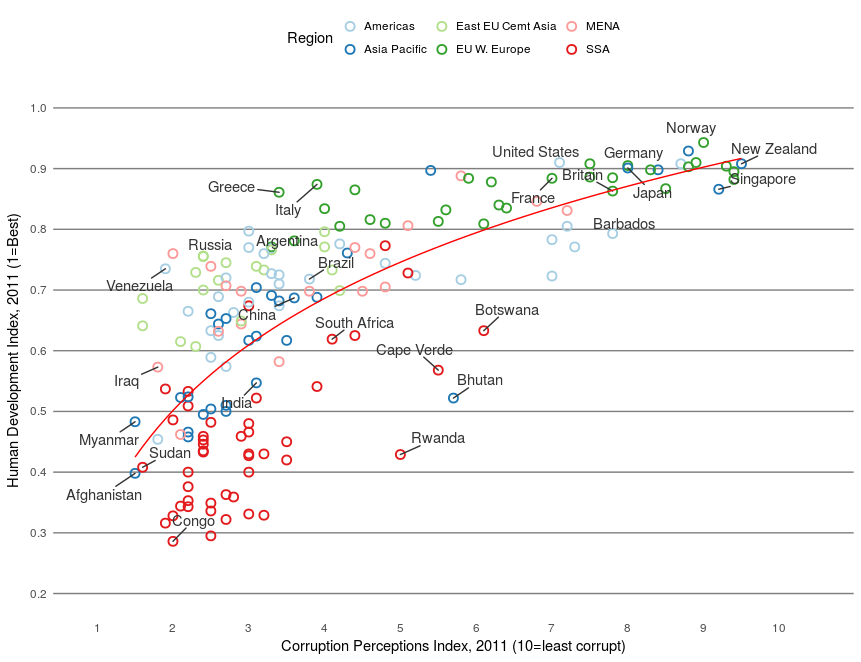 Region
Americas
East EU Cemt Asia
MENA
Asia Pacific
EU W. Europe
SSA
Human Development Index, 2011 (1=Best)
1.0
0.9
0.8
0.7
0.6
0.5
0.4
0.3
0.2
Norway
United States
Germany
New Zealand
Singapore
Britain
Japan
France
Greece
Italy
Barbados
Russia
Argentina
Brazil
Venezuela
China
South Africa
Botswana
Cape Verde
Iraq
India
Bhutan
Myanmar
Rwanda
Sudan
Afghanistan
Congo
1 2 3 4 5 6 7 8 9 10
Corruption Perceptions Index, 2011 (10=least corrupt)